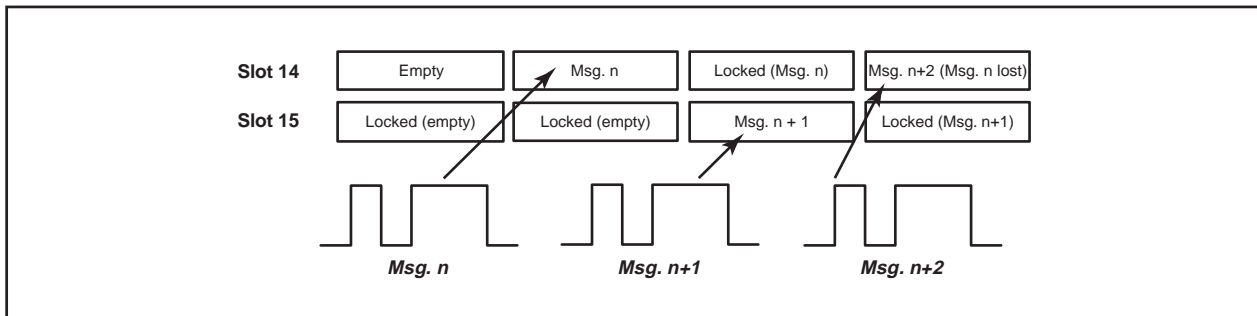 Slot 14 Empty Msg. n Locked (Msg. n) Msg. n+2 (Msg. n lost)
Slot 15 Locked (empty) Locked (empty) Msg. n + 1 Locked (Msg. n+1)
Msg. n Msg. n+1 Msg. n+2